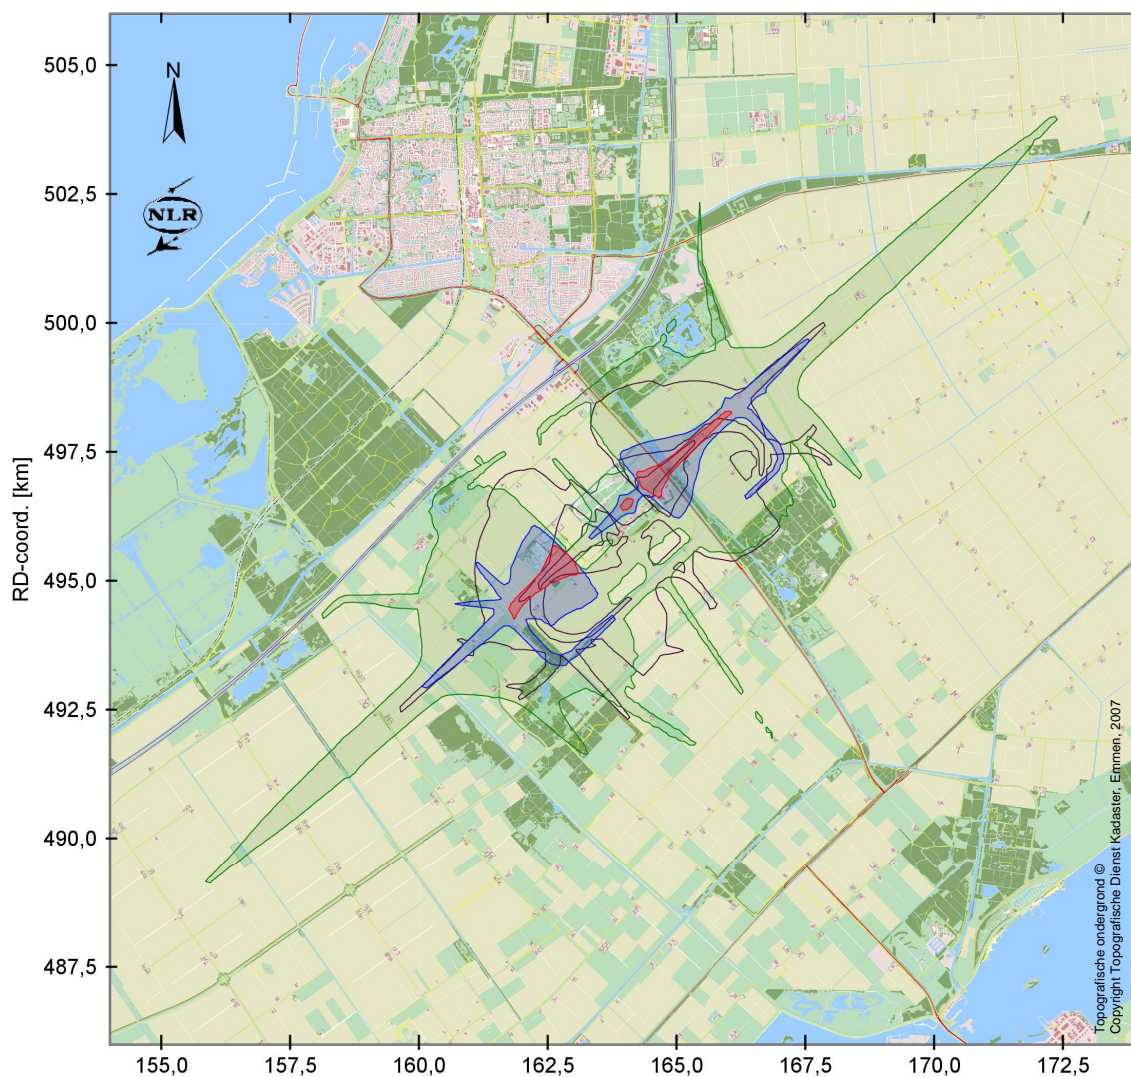 505,0
N
502,5
NLR
500,0
497,5
RD-coord. [km]
495,0
492,5
490,0
487,5
Topografische ondergrond ©
Copyright Topografische Dienst Kadaster, Emmen, 2007
155,0 157,5 160,0 162,5 165,0 167,5 170,0 172,5